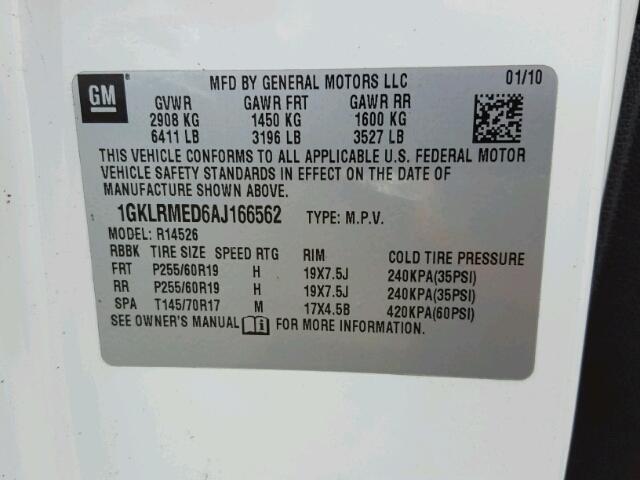 GM
MFD BY GENERAL MOTORS LLC 01/10
GVWR GAWR FRT GAWR RR
2908 KG 1450 KG 1600 KG
6411 LB 3196 LB 3527 LB
THIS VEHICLE CONFORMS TO ALL APPLICABLE U.S. FEDERAL MOTOR
VEHICLE SAFETY STANDARDS IN EFFECT ON THE DATE OF
MANUFACTURE SHOWN ABOVE.
1GKLRMED6AJ166562 TYPE: M.P.V.
MODEL: R14526
RBBK TIRE SIZE SPEED RTG RIM COLD TIRE PRESSURE
FRT P255/60R19 H 19X7.5J 240KPA(35PSI)
RR P255/60R19 H 19X7.5J 240KPA(35PSI)
SPA T145/70R17 M 17X4.5B 420KPA(60PSI)
SEE OWNER'S MANUAL FOR MORE INFORMATION.